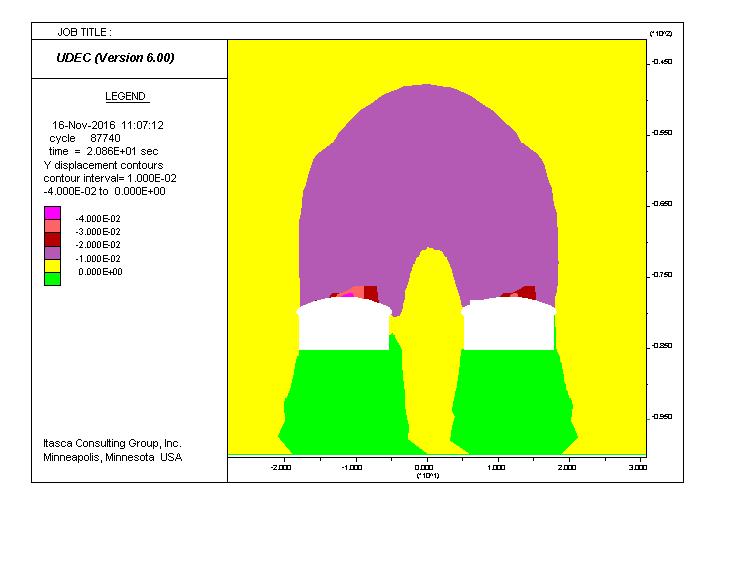 JOB TITLE :
(*10^2)
UDEC (Version 6.00)
LEGEND
16-Nov-2016 11:07:12
cycle 87740
time = 2.086E+01 sec
Y displacement contours
contour interval= 1.000E-02
-4.000E-02 to 0.000E+00
-4.000E-02
-3.000E-02
-2.000E-02
-1.000E-02
0.000E+00
-0.450
-0.550
-0.650
-0.750
-0.850
-0.950
Itasca Consulting Group, Inc.
Minneapolis, Minnesota USA
-2.000 -1.000 0.000 1.000 2.000 3.000
(*10^1)